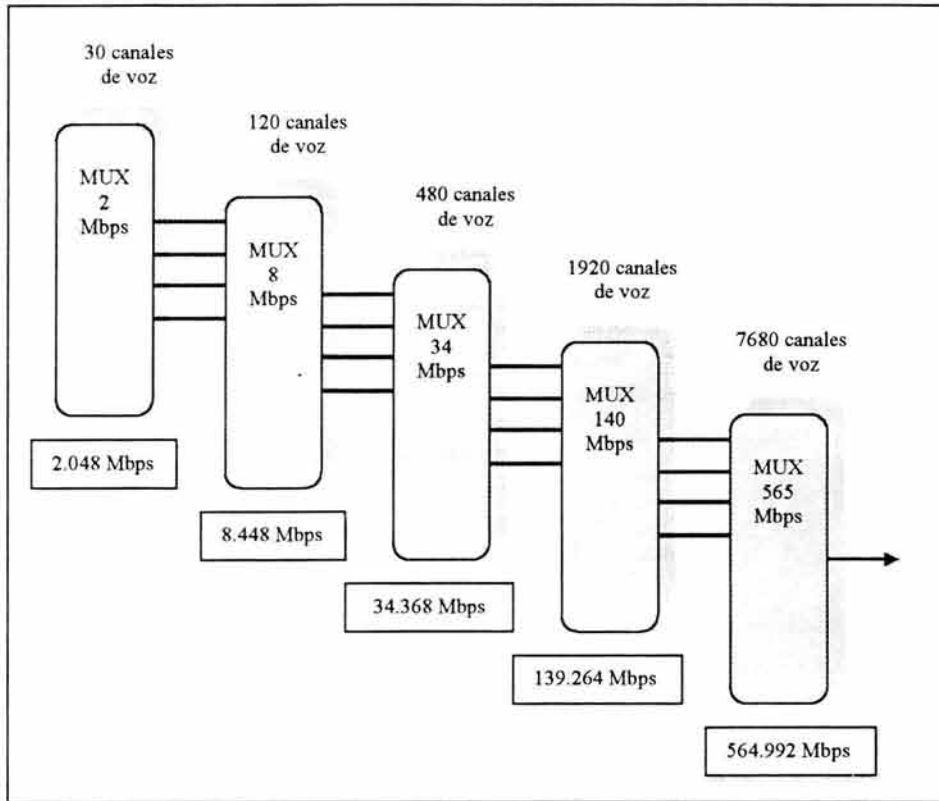 30 canales
de voz
MUX
2
Mbps
2.048 Mbps
120 canales
de voz
MUX
8
Mbps
8.448 Mbps
480 canales
de voz
MUX
34
Mbps
34.368 Mbps
1920 canales
de voz
MUX
140
Mbps
139.264 Mbps
7680 canales
de voz
MUX
565
Mbps
564.992 Mbps